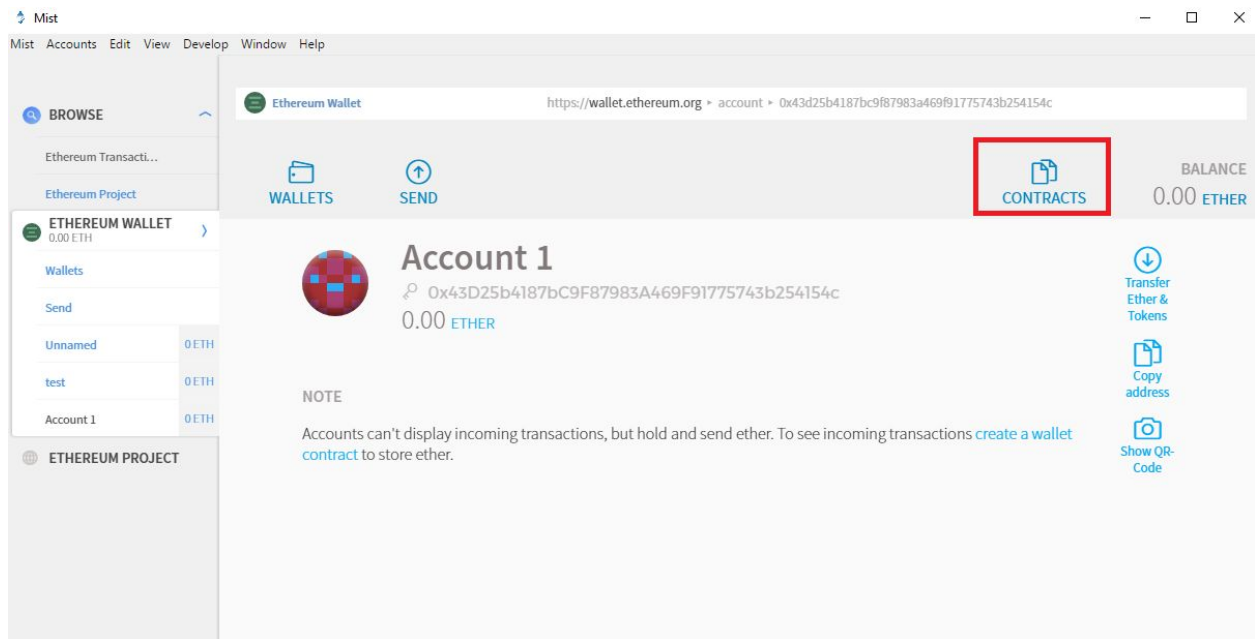 Mist
Mist Accounts Edit View Develop Window Help
BROWSE
Ethereum Transacti...
Ethereum Project
ETHEREUM WALLET
0.00 ETH
Wallets
Send
Unnamed 0 ETH
test 0 ETH
Account 1 0 ETH
ETHEREUM PROJECT
Ethereum Wallet https://wallet.ethereum.org ▸ account ▸ 0x43d25b4187bc9f87983a469f91775743b254154c
WALLETS SEND CONTRACTS
BALANCE
0.00 ETHER
Account 1
0x43D25b4187bC9F87983A469F91775743b254154c
0.00 ETHER
NOTE
Accounts can't display incoming transactions, but hold and send ether. To see incoming transactions create a wallet
contract to store ether.
Transfer
Ether &
Tokens
Copy
address
Show QR-
Code